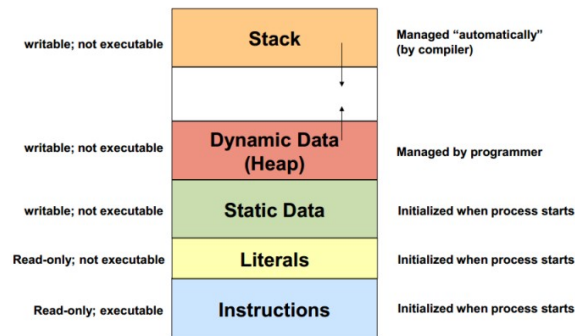 writable; not executable
Stack
Managed “automatically”
(by compiler)
writable; not executable
Dynamic Data
(Heap)
Managed by programmer
writable; not executable
Static Data
Initialized when process starts
Read-only; not executable
Literals
Initialized when process starts
Read-only; executable
Instructions
Initialized when process starts